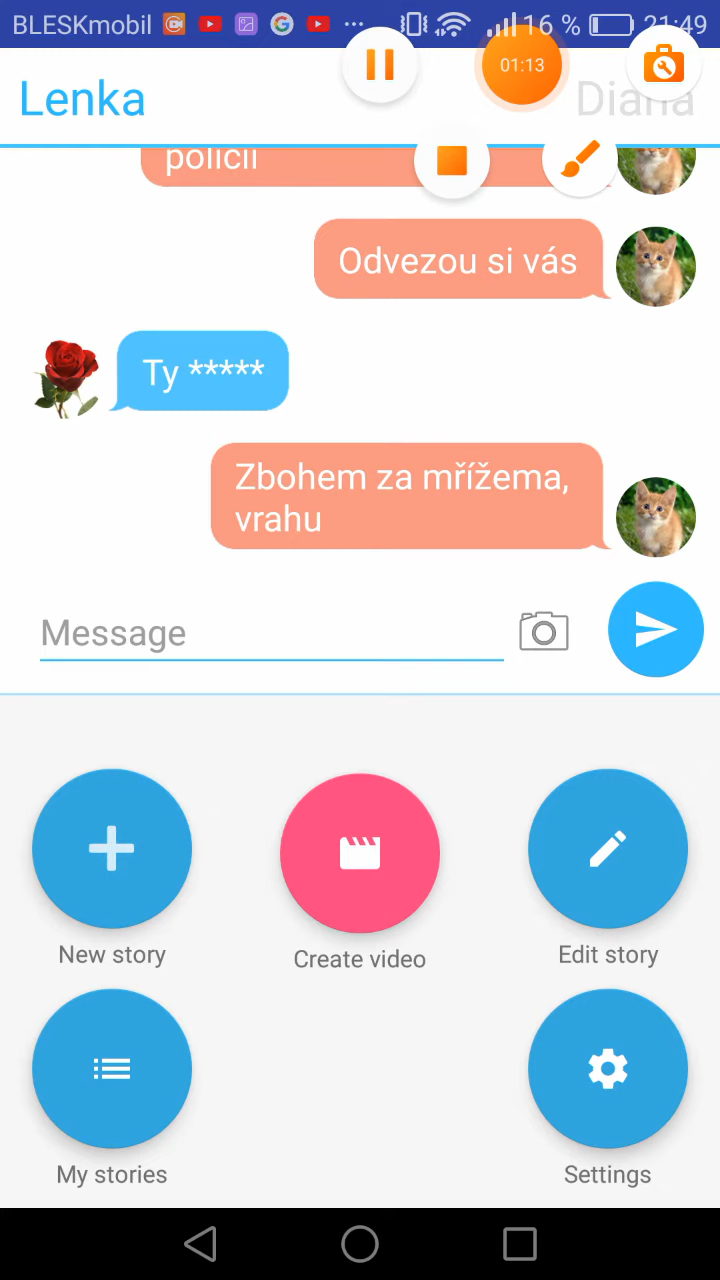 BLESKmobil ... 16 % 21:49
01:13
Lenka Diana
policii
Odvezou si vás
Ty *****
Zbohem za mřížema,
vrahu
Message
New story
Create video
Edit story
My stories
Settings